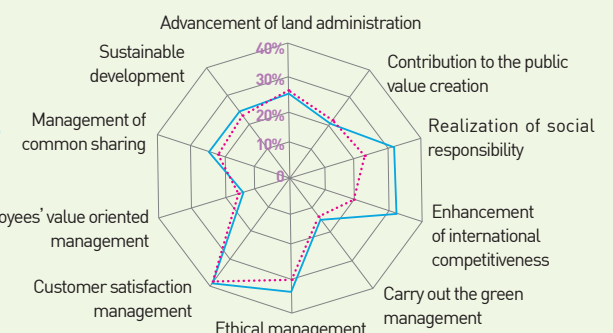 Advancement of land administration
40%
30%
20%
10%
0
Contribution to the public
value creation
Realization of social
responsibility
Enhancement
of international
competitiveness
Carry out the green
management
Ethical management
Customer satisfaction
management
value oriented
management
Management of
common sharing
Sustainable
development